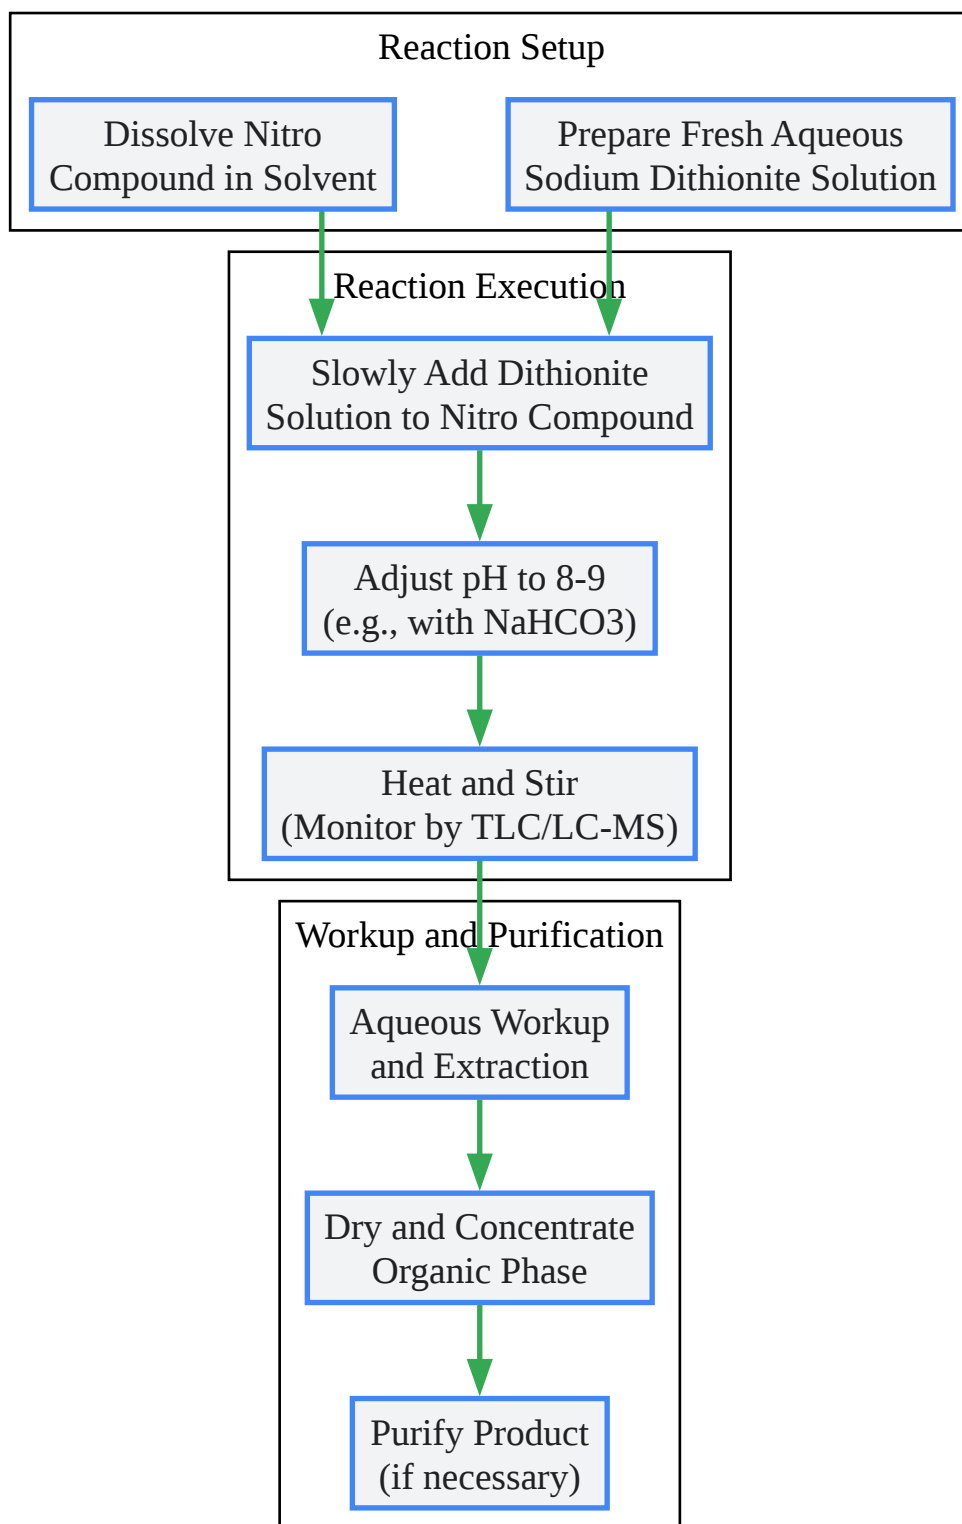 Reaction Setup
Dissolve Nitro
Compound in Solvent
Prepare Fresh Aqueous
Sodium Dithionite Solution
Reaction Execution
Slowly Add Dithionite
Solution to Nitro Compound
Adjust pH to 8-9
(e.g., with NaHCO3)
Heat and Stir
(Monitor by TLC/LC-MS)
Workup and Purification
Aqueous Workup
and Extraction
Dry and Concentrate
Organic Phase
Purify Product
(if necessary)